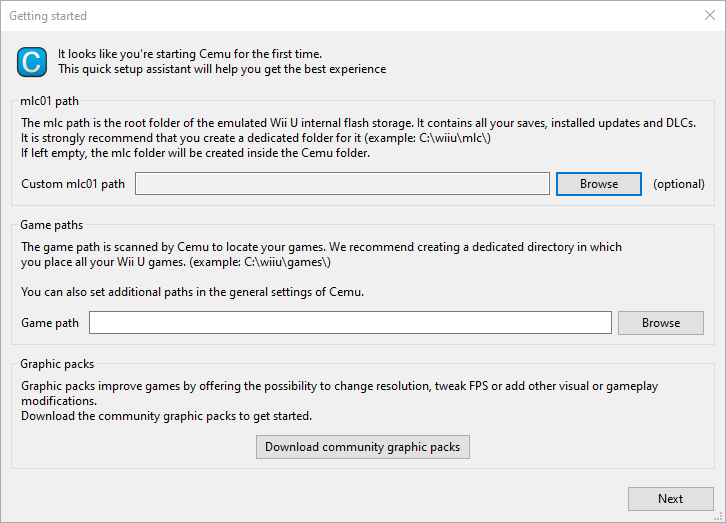 Getting started
C
It looks like you're starting Cemu for the first time.
This quick setup assistant will help you get the best experience
mlc01 path
The mlc path is the root folder of the emulated Wii U internal flash storage. It contains all your saves, installed updates and DLCs.
It is strongly recommend that you create a dedicated folder for it (example: C:\wiiu\mlc\)
If left empty, the mlc folder will be created inside the Cemu folder.
Custom mlc01 path Browse (optional)
Game paths
The game path is scanned by Cemu to locate your games. We recommend creating a dedicated directory in which
you place all your Wii U games. (example: C:\wiiu\games\)
You can also set additional paths in the general settings of Cemu.
Game path Browse
Graphic packs
Graphic packs improve games by offering the possibility to change resolution, tweak FPS or add other visual or gameplay
modifications.
Download the community graphic packs to get started.
Download community graphic packs
Next